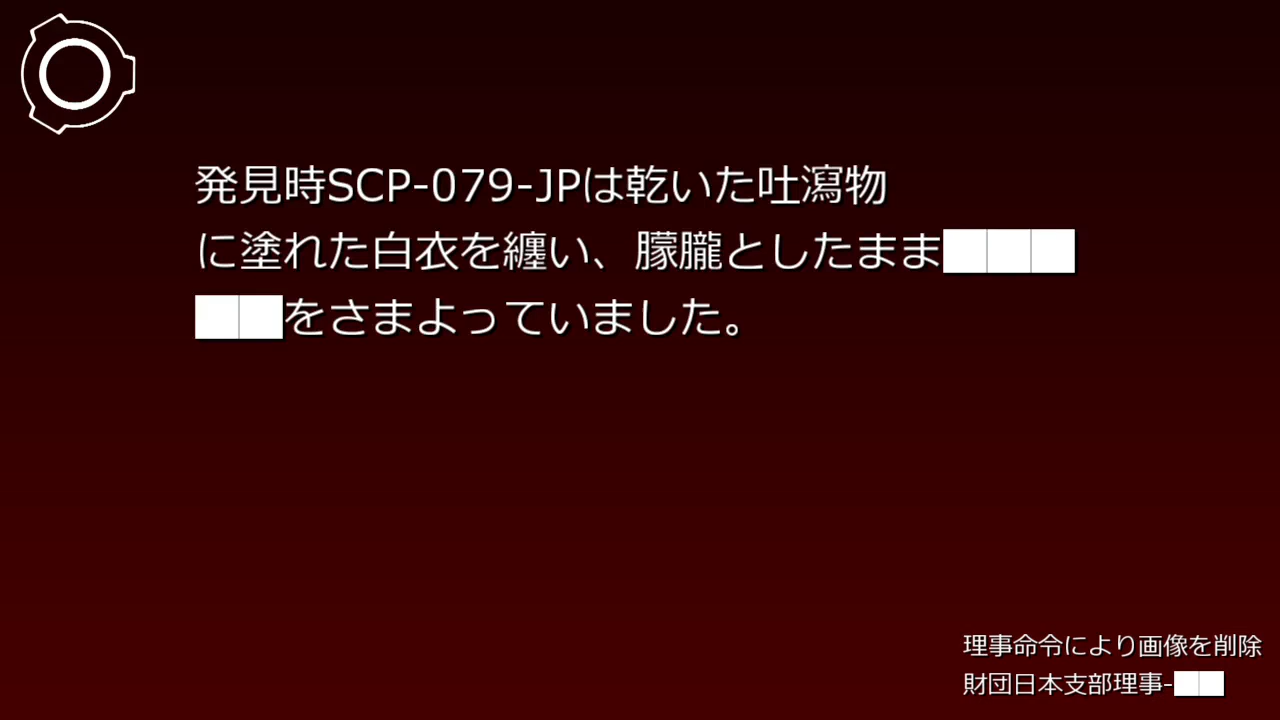 発見時SCP-079-JPは乾いた吐瀉物
に塗れた白衣を纏い、朦朧としたまま███
██をさまよっていました。
理事命令により画像を削除
財団日本支部理事-██